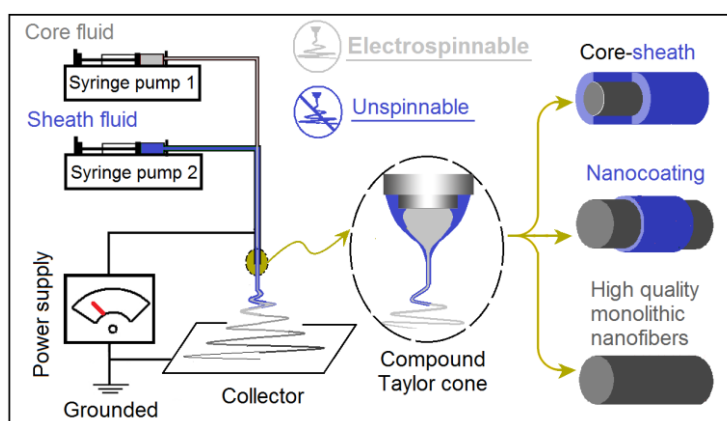 Core fluid
Syringe pump 1
Sheath fluid
Syringe pump 2
Power supply
Grounded
Collector
Electrospinnable
Unspinnable
Compound
Taylor cone
Core-sheath
Nanocoating
High quality
monolithic
nanofibers